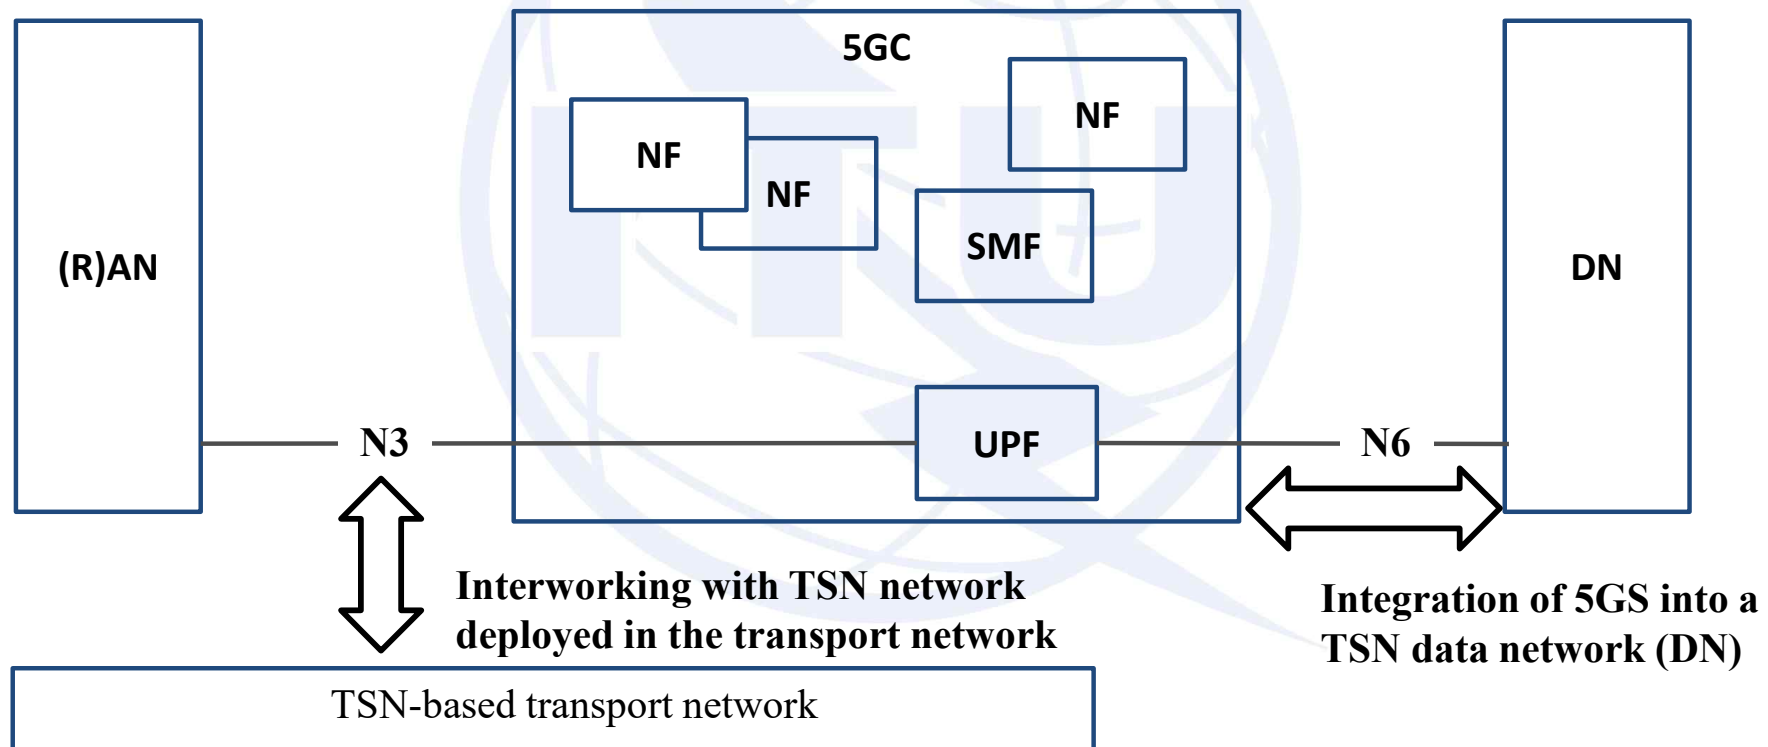 5GC
NF
NF
NF
SMF
(R)AN
DN
N3
UPF
N6
Interworking with TSN network
deployed in the transport network
Integration of 5GS into a
TSN data network (DN)
TSN-based transport network
ITU